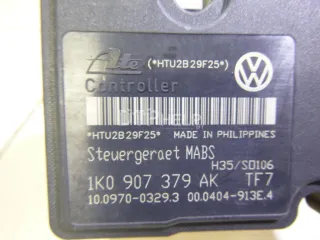 Ate (*HTU2B29F25*)
Controller
*HTU2B29F25* MADE IN PHILIPPINES
Steuergeraet MABS
H35/SD106
1K0 907 379 AK TF7
10.0970-0329.3 00.0404-913E.4